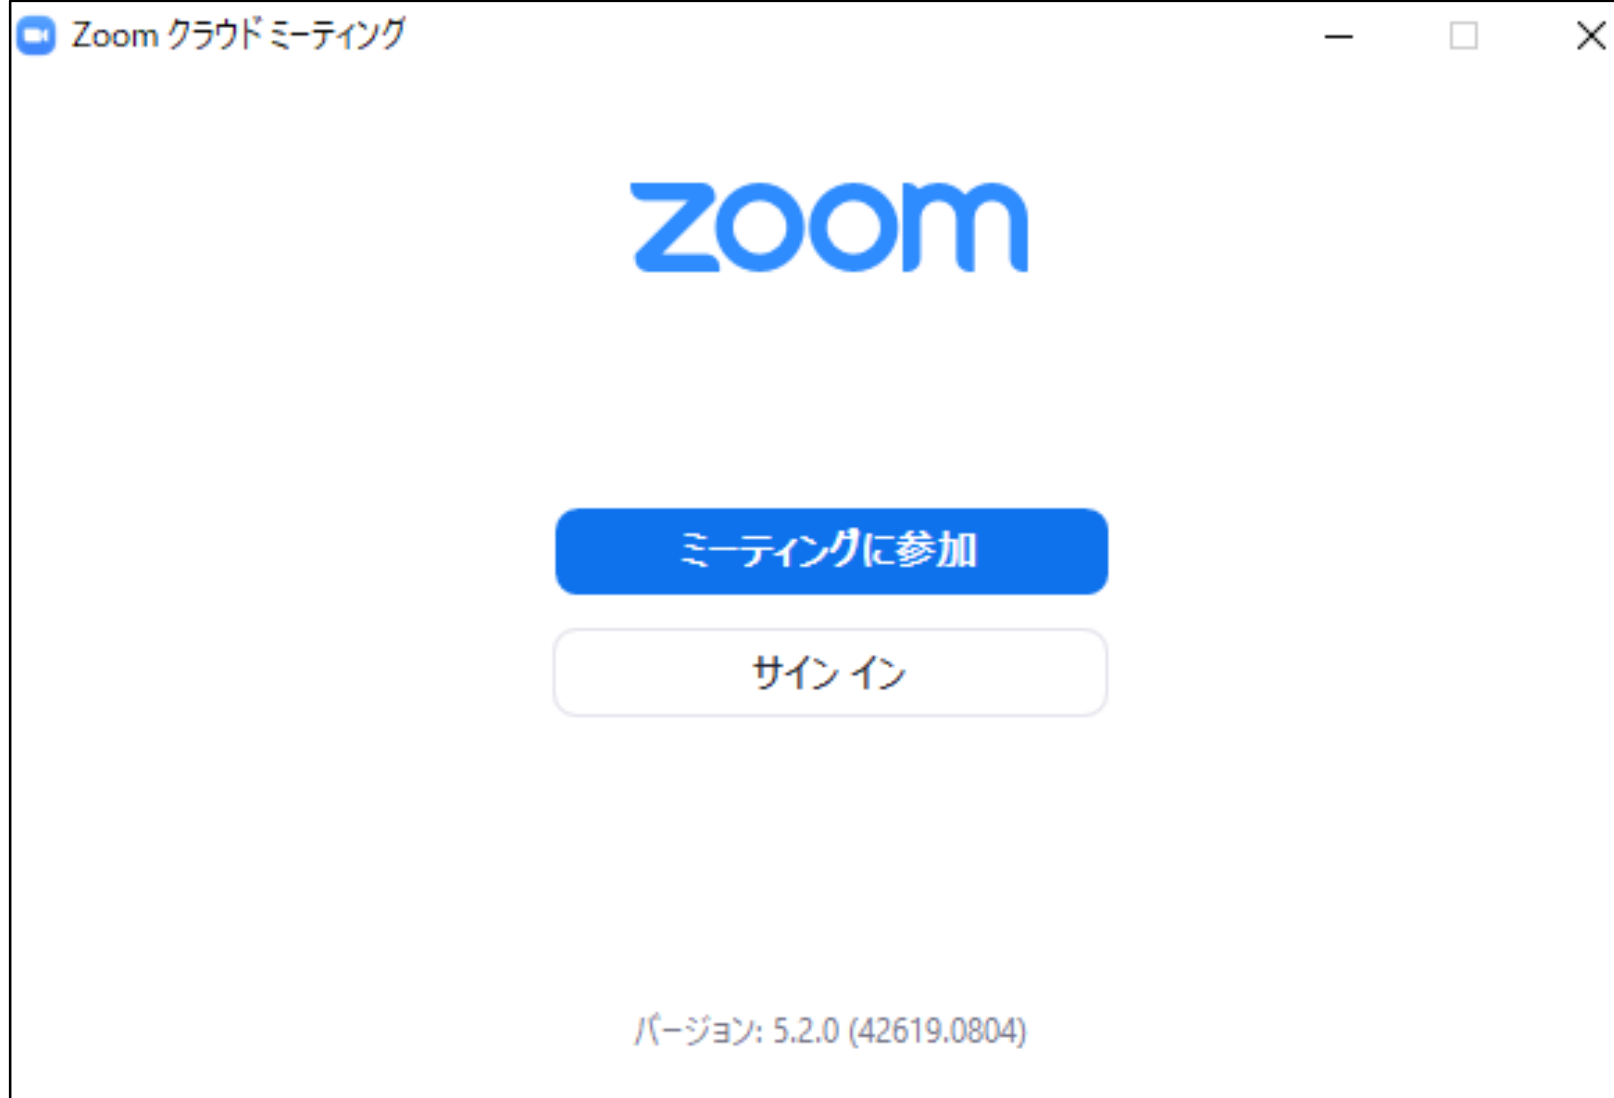 Zoom クラウド ミーティング
zoom
ミーティングに参加
サイン イン
バージョン: 5.2.0 (42619.0804)